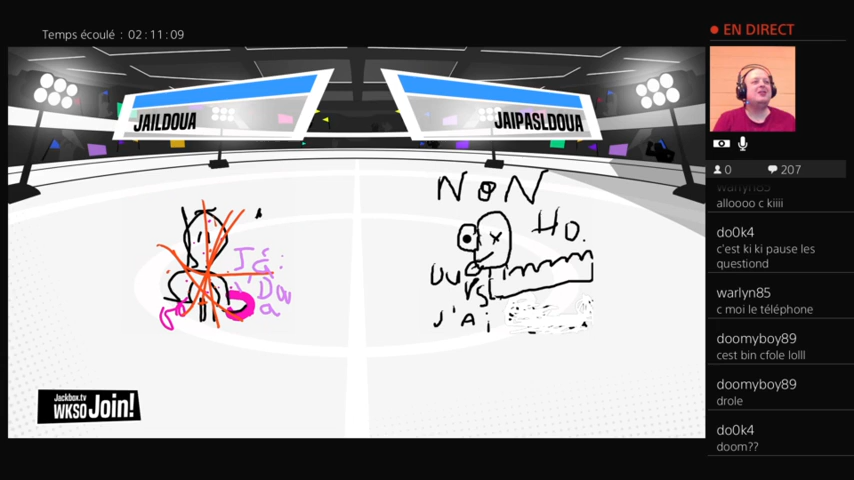 Temps écoulé : 02:11:09
EN DIRECT
JAILDOUA
JAIPASLDOUA
0
207
NON
HO.
J'A
warlyn85
alloooo c kiiii
do0k4
c'est ki ki pause les
questiond
warlyn85
c moi le téléphone
doomyboy89
cest bin cfole lolll
doomyboy89
drole
do0k4
doom??
Jackbox.tv
WKSO Join!